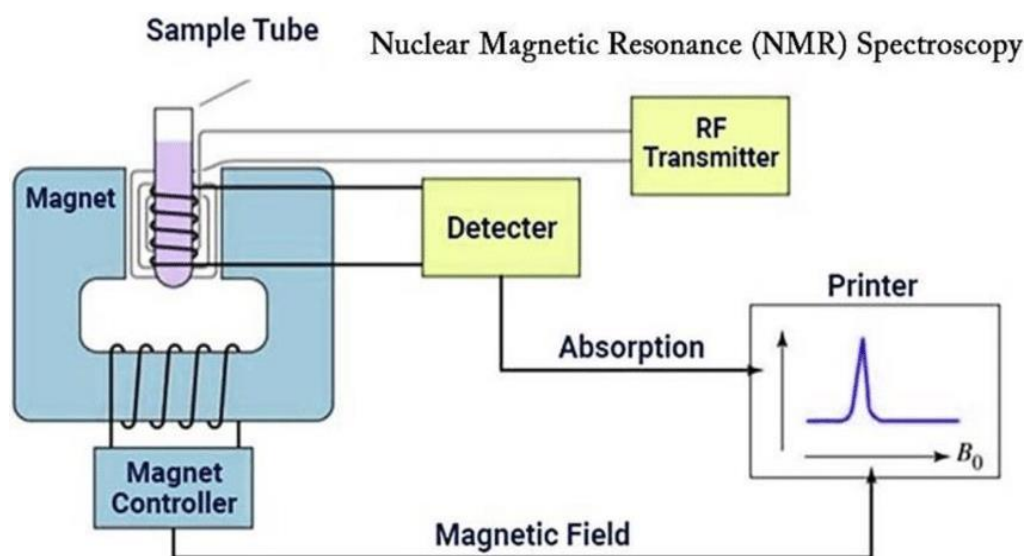 Sample Tube
Nuclear Magnetic Resonance (NMR) Spectroscopy
RF
Transmitter
Magnet
Detecter
Printer
Absorption
B₀
Magnet
Controller
Magnetic Field